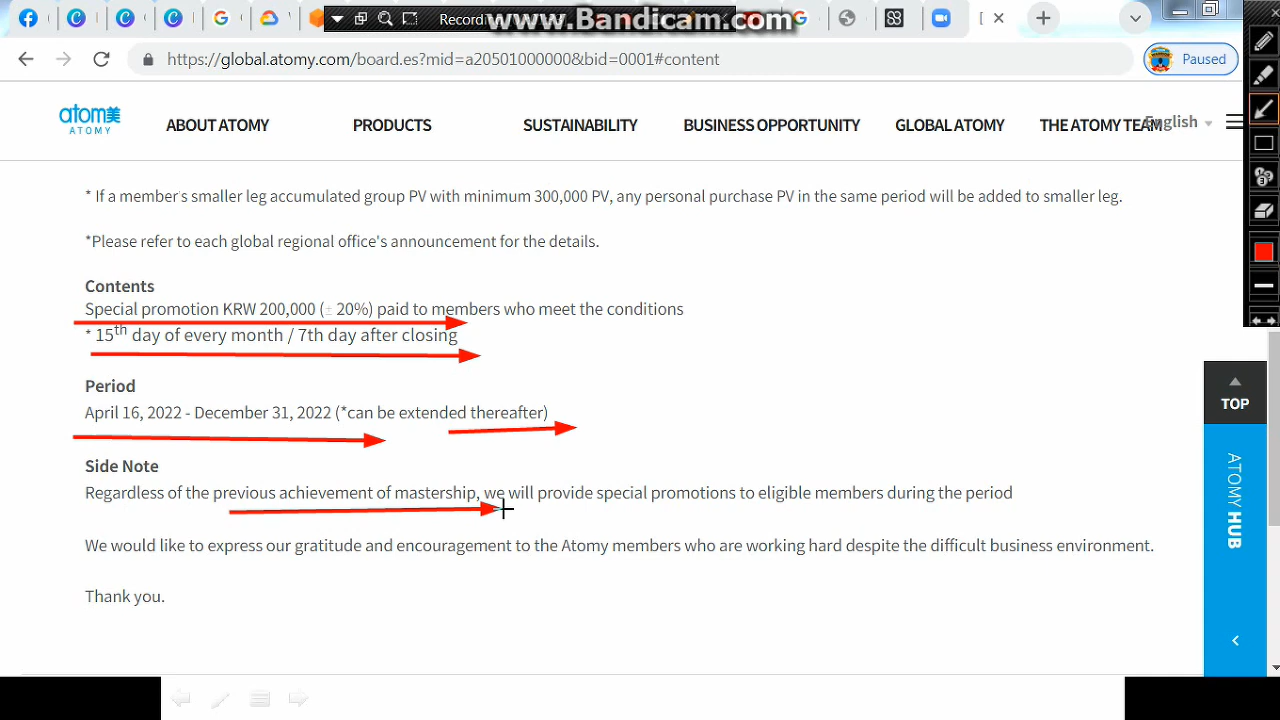 Record
www.Bandicam.com
https://global.atomy.com/board.es?mid=20501000000&bid=0001#content
Paused
atom美
ATOMY
ABOUT ATOMY
PRODUCTS
SUSTAINABILITY
BUSINESS OPPORTUNITY
GLOBAL ATOMY
THE ATOMY TEAM
English
* If a member's smaller leg accumulated group PV with minimum 300,000 PV, any personal purchase PV in the same period will be added to smaller leg.
*Please refer to each global regional office's announcement for the details.
Contents
Special promotion KRW 200,000 (± 20%) paid to members who meet the conditions
* 15th day of every month / 7th day after closing
Period
April 16, 2022 - December 31, 2022 (*can be extended thereafter)
Side Note
Regardless of the previous achievement of mastership, we will provide special promotions to eligible members during the period
We would like to express our gratitude and encouragement to the Atomy members who are working hard despite the difficult business environment.
Thank you.
TOP
ATOMY HUB